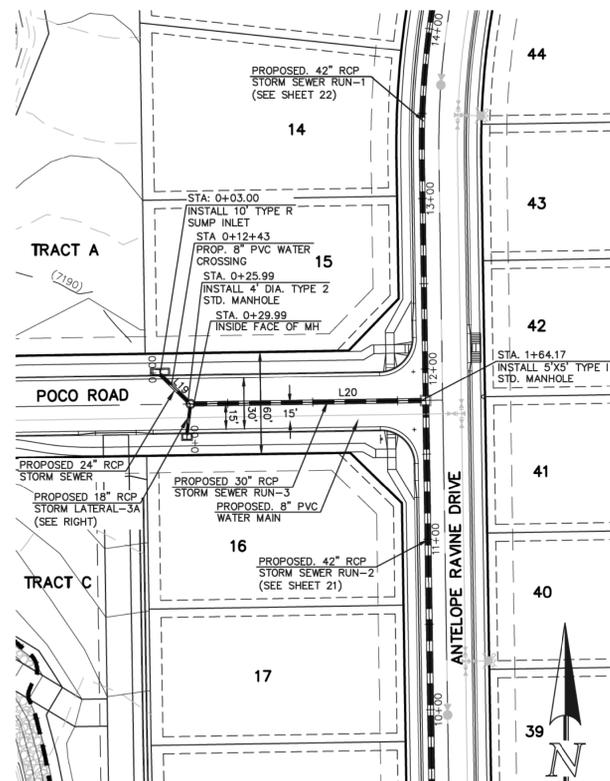 14+00
44
PROPOSED. 42" RCP
STORM SEWER RUN-1
(SEE SHEET 22)
14
13+00
43
STA: 0+03.00
INSTALL 10' TYPE R
SUMP INLET
STA 0+12+43
PROP. 8" PVC WATER
CROSSING
15
TRACT A
(7190)
STA. 0+25.99
INSTALL 4' DIA. TYPE 2
STD. MANHOLE
STA. 0+29.99
INSIDE FACE OF MH
42
STA. 1+64.17
INSTALL 5'X5' TYPE I
STD. MANHOLE
12+00
0+00
L19
POCO ROAD
L20
15'
30'
60'
15'
0+00
PROPOSED 24" RCP
STORM SEWER
PROPOSED 18" RCP
STORM LATERAL-3A
(SEE RIGHT)
PROPOSED 30" RCP
STORM SEWER RUN-3
PROPOSED. 8" PVC
WATER MAIN
41
11+00
16
PROPOSED. 42" RCP
STORM SEWER RUN-2
(SEE SHEET 21)
ANTELOPE RAVINE DRIVE
TRACT C
40
17
10+00
39
N